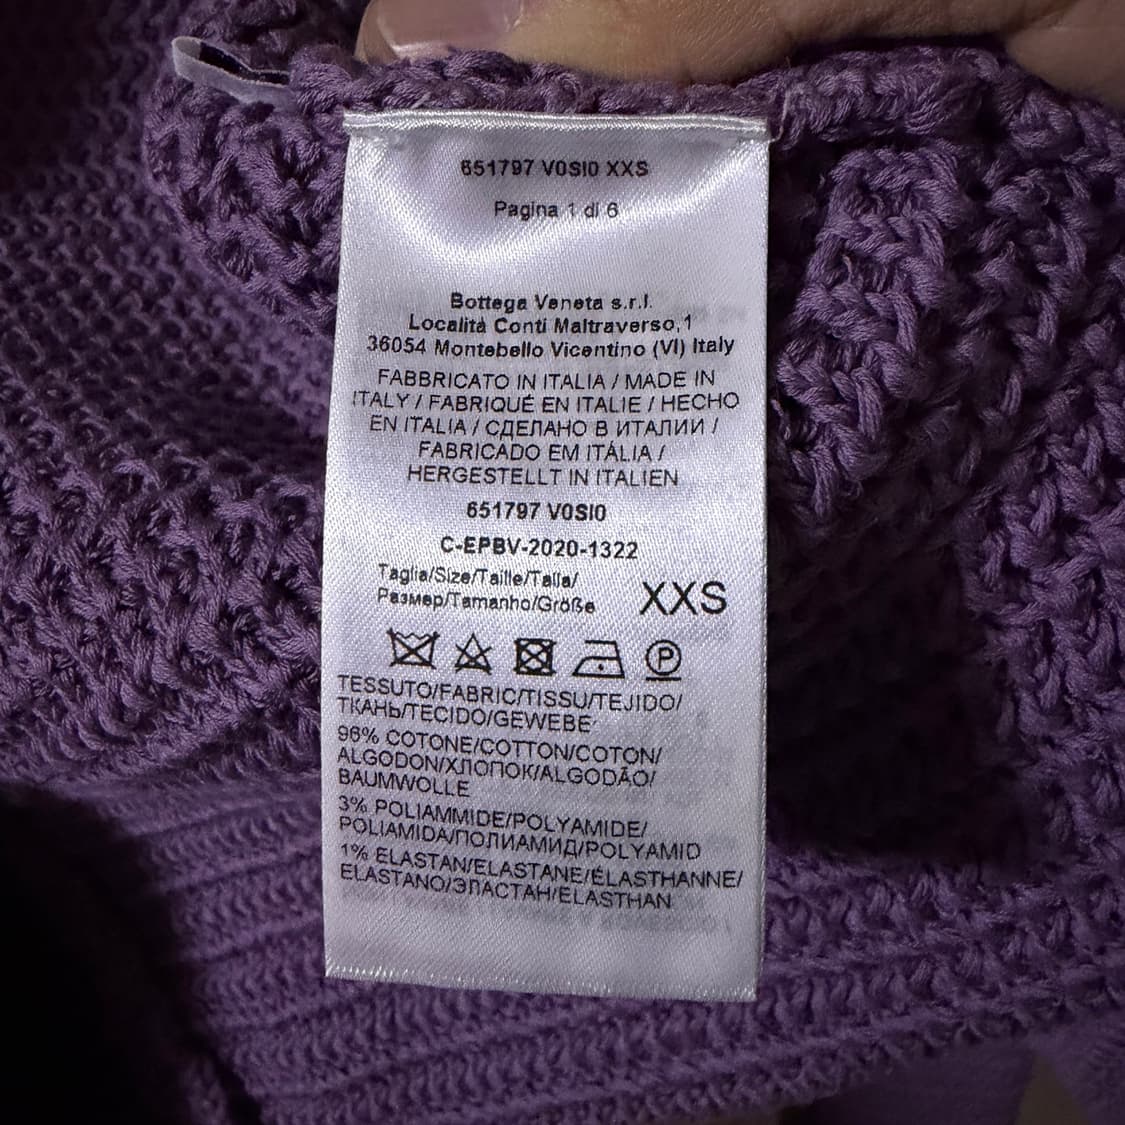 651797 V0SI0 XXS
Pagina 1 di 6
Bottega Veneta s.r.l.
Località Conti Maltraverso,1
36054 Montebello Vicentino (VI) Italy
FABBRICATO IN ITALIA / MADE IN
ITALY / FABRIQUÉ EN ITALIE / HECHO
EN ITALIA / СДЕЛАНО В ИТАЛИИ /
FABRICADO EM ITÁLIA /
HERGESTELLT IN ITALIEN
651797 V0SI0
C-EPBV-2020-1322
Taglia/Size/Taille/Talla/
Размер/Tamanho/Größe XXS
P
TESSUTO/FABRIC/TISSU/TEJIDO/
ТКАНЬ/TECIDO/GEWEBE
96% COTONE/COTTON/COTON/
ALGODON/ХЛОПОК/ALGODÃO/
BAUMWOLLE
3% POLIAMMIDE/POLYAMIDE/
POLIAMIDA/ПОЛИАМИД/POLYAMID
1% ELASTAN/ELASTANE/ÉLASTHANNE/
ELASTANO/ЭЛАСТАН/ELASTHAN